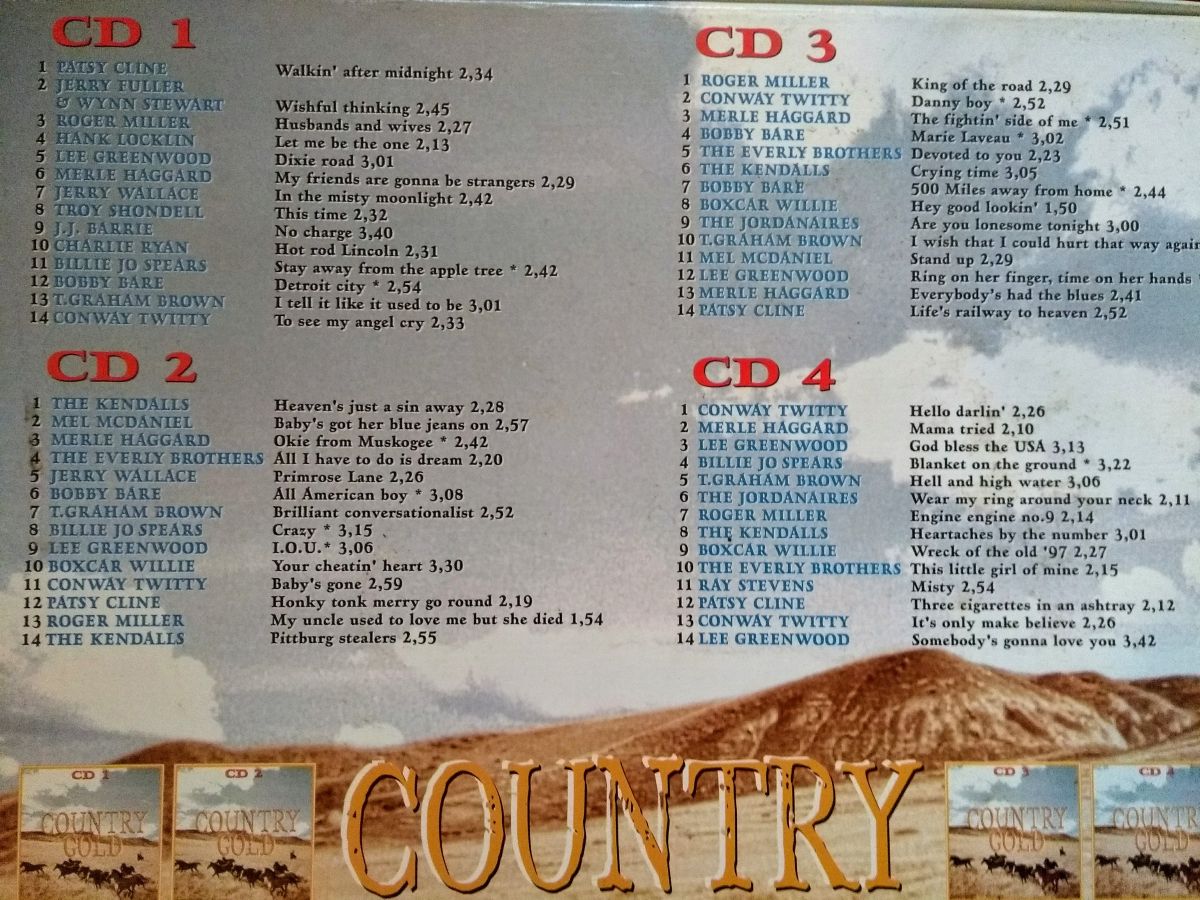 CD 1
1 PATSY CLINE Walkin' after midnight 2,34
2 JERRY FULLER
& WYNN STEWART Wishful thinking 2,45
3 ROGER MILLER Husbands and wives 2,27
4 HANK LOCKLIN Let me be the one 2,13
5 LEE GREENWOOD Dixie road 3,01
6 MERLE HAGGARD My friends are gonna be strangers 2,29
7 JERRY WALLACE In the misty moonlight 2,42
8 TROY SHONDELL This time 2,32
9 J.J. BARRIE No charge 3,40
10 CHARLIE RYAN Hot rod Lincoln 2,31
11 BILLIE JO SPEARS Stay away from the apple tree * 2,42
12 BOBBY BARE Detroit city * 2,54
13 T.GRAHAM BROWN I tell it like it used to be 3,01
14 CONWAY TWITTY To see my angel cry 2,33
CD 2
1 THE KENDALLS Heaven's just a sin away 2,28
2 MEL MCDANIEL Baby's got her blue jeans on 2,57
3 MERLE HAGGARD Okie from Muskogee * 2,42
4 THE EVERLY BROTHERS All I have to do is dream 2,20
5 JERRY WALLACE Primrose Lane 2,26
6 BOBBY BARE All American boy * 3,08
7 T.GRAHAM BROWN Brilliant conversationalist 2,52
8 BILLIE JO SPEARS Crazy * 3,15
9 LEE GREENWOOD I.O.U.* 3,06
10 BOXCAR WILLIE Your cheatin' heart 3,30
11 CONWAY TWITTY Baby's gone 2,59
12 PATSY CLINE Honky tonk merry go round 2,19
13 ROGER MILLER My uncle used to love me but she died 1,54
14 THE KENDALLS Pittburg stealers 2,55
CD 3
1 ROGER MILLER King of the road 2,29
2 CONWAY TWITTY Danny boy * 2,52
3 MERLE HAGGARD The fightin' side of me * 2,51
4 BOBBY BARE Marie Laveau * 3,02
5 THE EVERLY BROTHERS Devoted to you 2,23
6 THE KENDALLS Crying time 3,05
7 BOBBY BARE 500 Miles away from home * 2,44
8 BOXCAR WILLIE Hey good lookin' 1,50
9 THE JORDANAIRES Are you lonesome tonight 3,00
10 T.GRAHAM BROWN I wish that I could hurt that way again
11 MEL MCDANIEL Stand up 2,29
12 LEE GREENWOOD Ring on her finger, time on her hands *
13 MERLE HAGGARD Everybody's had the blues 2,41
14 PATSY CLINE Life's railway to heaven 2,52
CD 4
1 CONWAY TWITTY Hello darlin' 2,26
2 MERLE HAGGARD Mama tried 2,10
3 LEE GREENWOOD God bless the USA 3,13
4 BILLIE JO SPEARS Blanket on the ground * 3,22
5 T.GRAHAM BROWN Hell and high water 3,06
6 THE JORDANAIRES Wear my ring around your neck 2,11
7 ROGER MILLER Engine engine no.9 2,14
8 THE KENDALLS Heartaches by the number 3,01
9 BOXCAR WILLIE Wreck of the old '97 2,27
10 THE EVERLY BROTHERS This little girl of mine 2,15
11 RAY STEVENS Misty 2,54
12 PATSY CLINE Three cigarettes in an ashtray 2,12
13 CONWAY TWITTY It's only make believe 2,26
14 LEE GREENWOOD Somebody's gonna love you 3,42
CD 1
COUNTRY
GOLD
CD 2
COUNTRY
GOLD
COUNTRY
CD 3
COUNTRY
GOLD
CD 4
GOLD